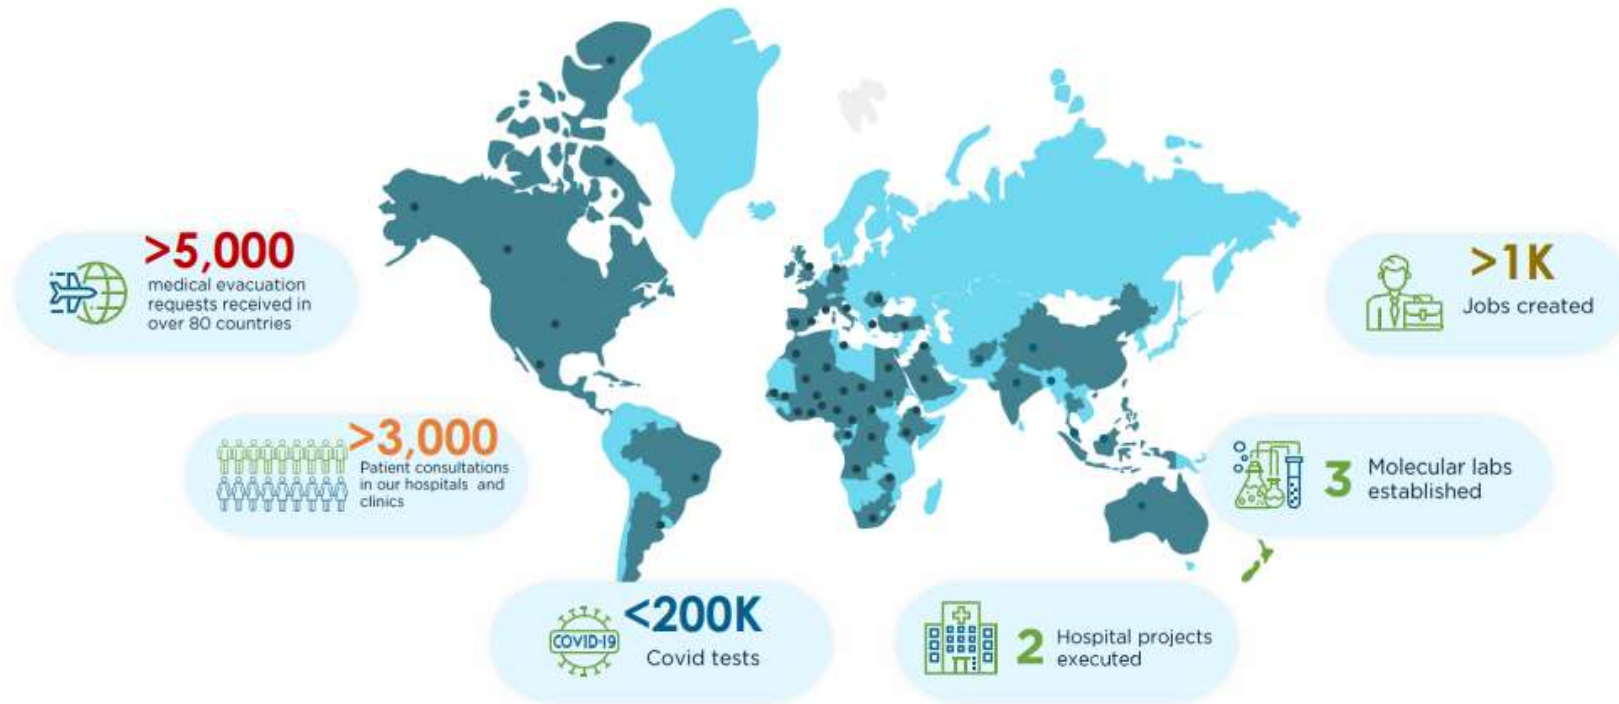 >5,000
medical evacuation
requests received in
over 80 countries
>3,000
Patient consultations
in our hospitals and
clinics
<200K
Covid tests
COVID-19
2
Hospital projects
executed
3
Molecular labs
established
>1K
Jobs created